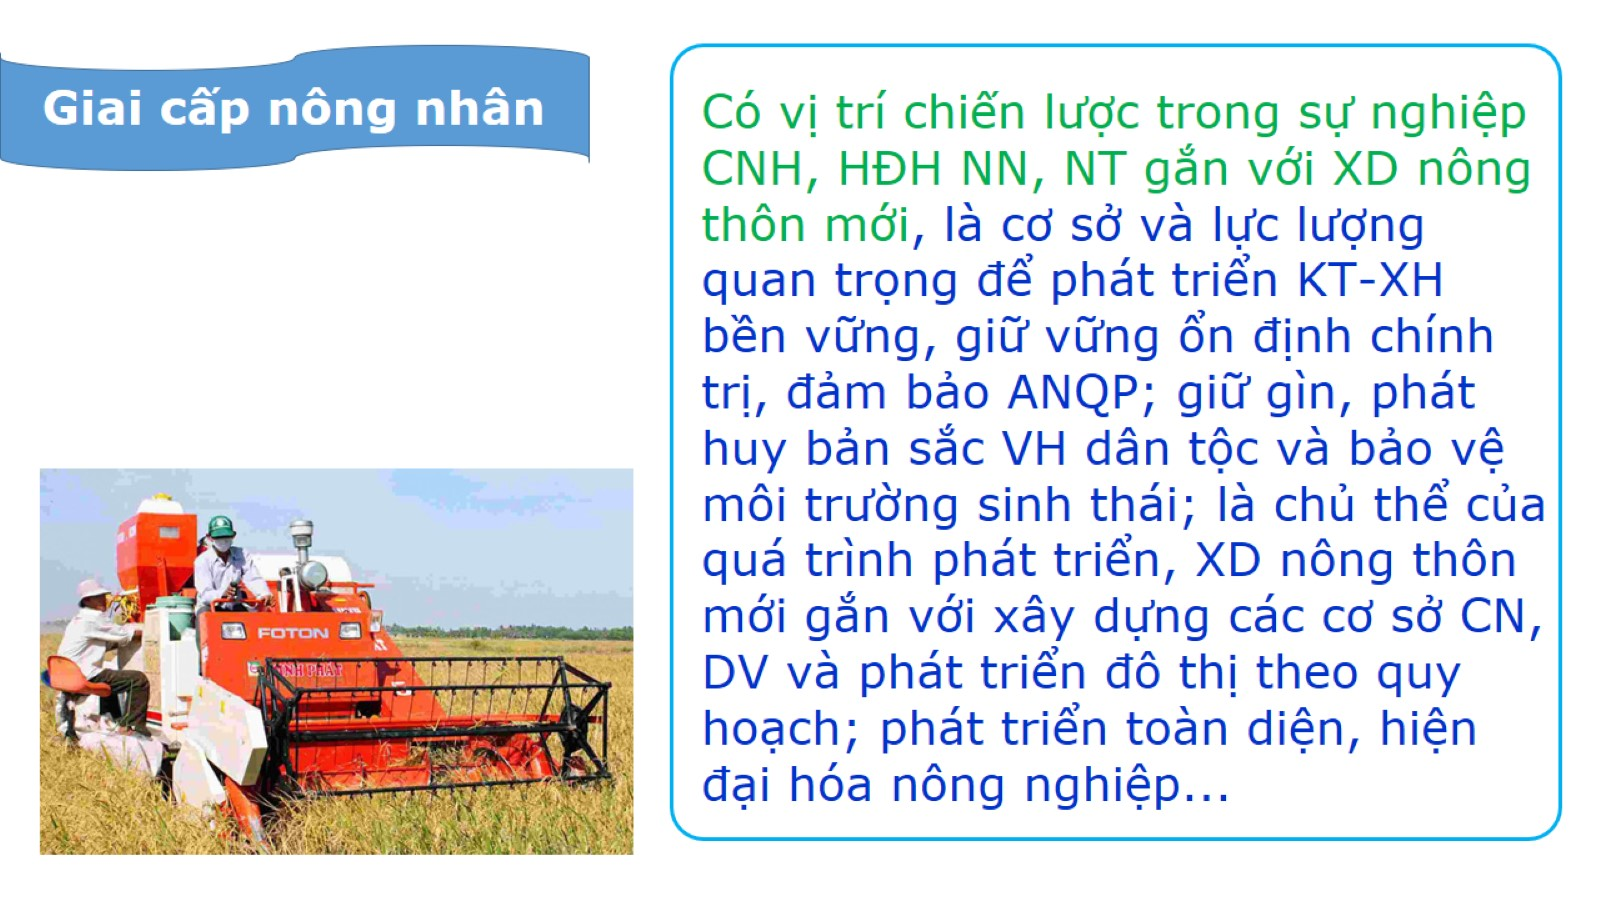 Giai cấp nông nhân
Có vị trí chiến lược trong sự nghiệp
CNH, HĐH NN, NT gắn với XD nông
thôn mới, là cơ sở và lực lượng
quan trọng để phát triển KT-XH
bền vững, giữ vững ổn định chính
trị, đảm bảo ANQP; giữ gìn, phát
huy bản sắc VH dân tộc và bảo vệ
môi trường sinh thái; là chủ thể của
quá trình phát triển, XD nông thôn
mới gắn với xây dựng các cơ sở CN,
DV và phát triển đô thị theo quy
hoạch; phát triển toàn diện, hiện
đại hóa nông nghiệp...
FOTON
PHÁT